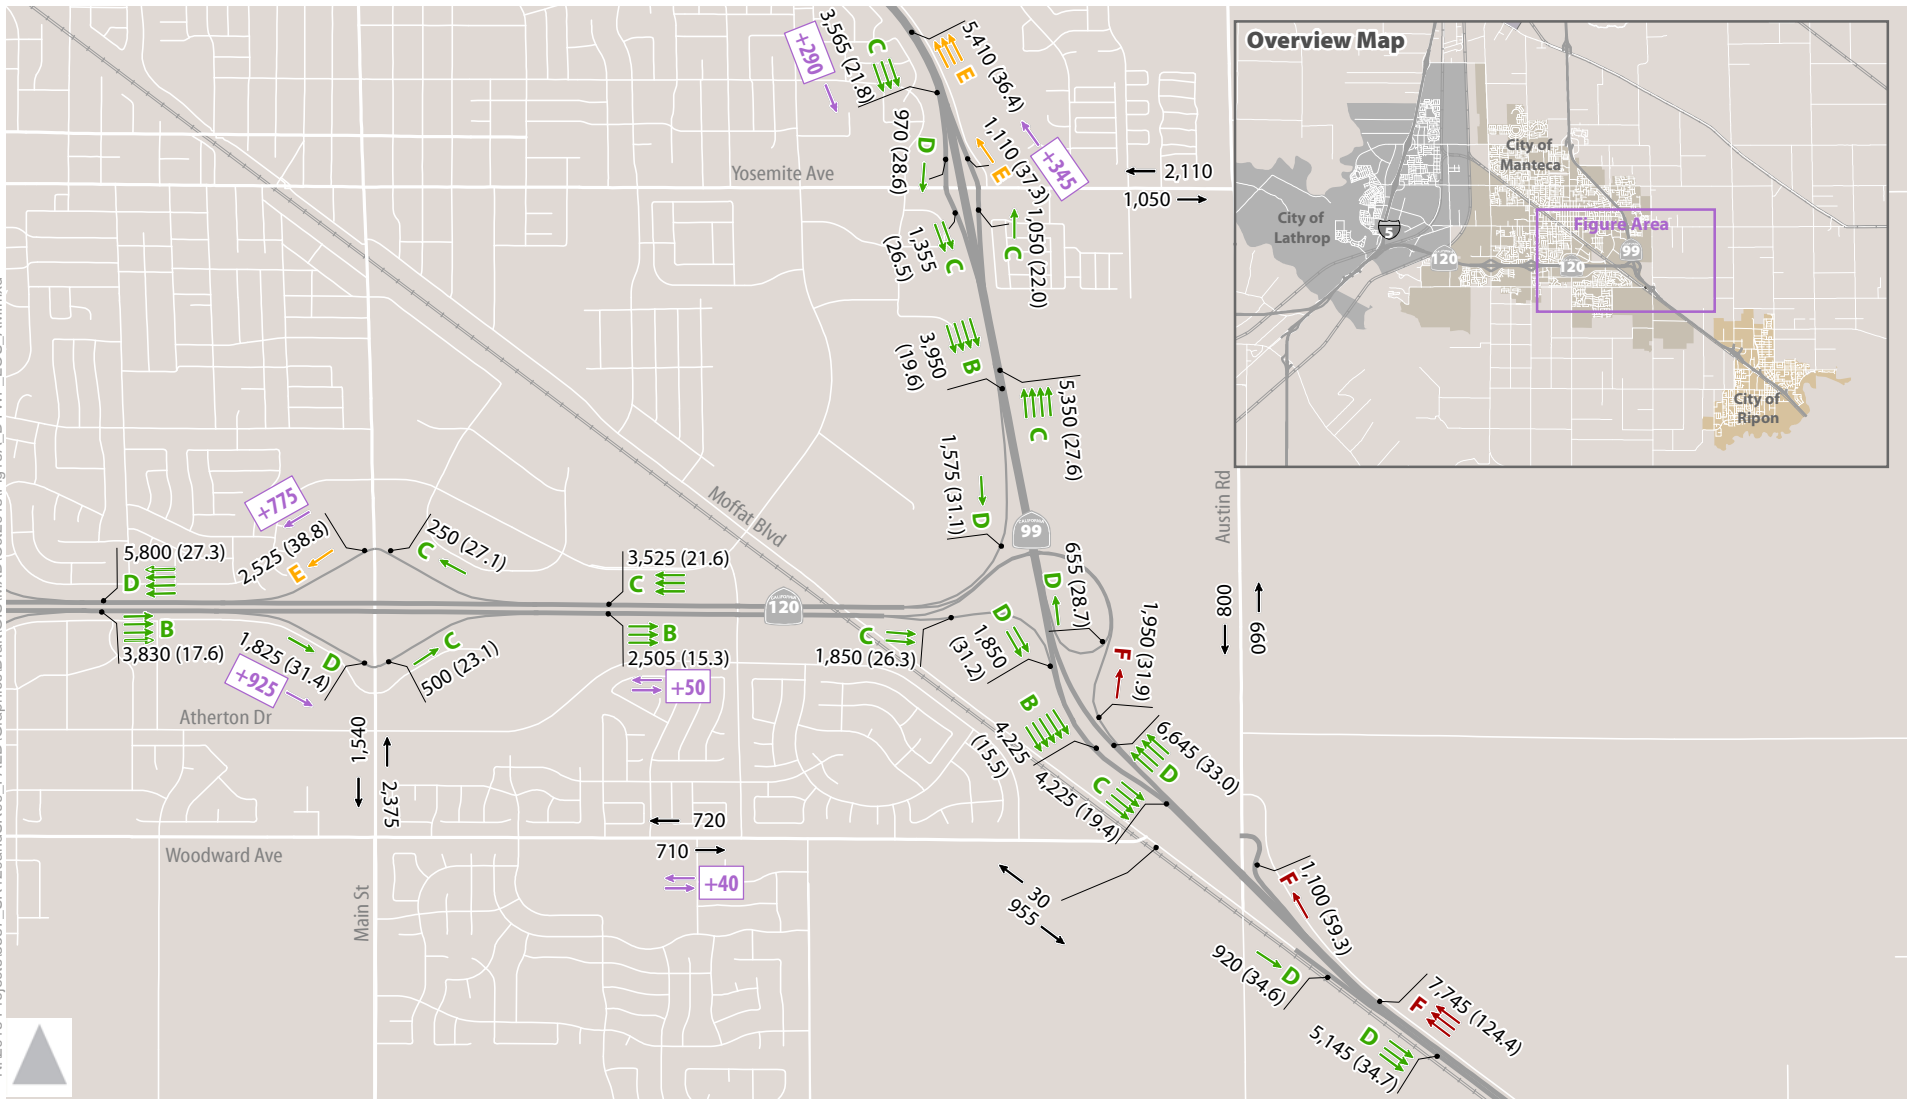 3,565 (21.8)
C
+290
5,410 (36.4)
E
970 (28.6)
D
1,110 (37.3)
E
+345
Yosemite Ave
2,110
1,050
1,355
(26.5)
C
1,050 (22.0)
C
3,950
(19.6)
B
5,350 (27.6)
C
1,575 (31.1)
D
CALIFORNIA
99
Moffat Blvd
Austin Rd
+775
2,525 (38.8)
E
250 (27.1)
C
5,800 (27.3)
D
3,525 (21.6)
C
CALIFORNIA
120
B
3,830 (17.6)
B
2,505 (15.3)
+50
C
1,850 (26.3)
D
1,850
(31.2)
655 (28.7)
D
1,950 (31.9)
F
800
660
1,825 (31.4)
D
+925
500 (23.1)
C
Atherton Dr
1,540
2,375
B
4,225
(15.5)
6,645 (33.0)
D
C
4,225 (19.4)
720
710
+40
Woodward Ave
Main St
30
955
1,100 (59.3)
F
920 (34.6)
D
7,745 (124.4)
F
5,145 (34.7)
D
Overview Map
City of
Manteca
City of
Lathrop
5
120
Figure Area
99
120
City of
Ripon